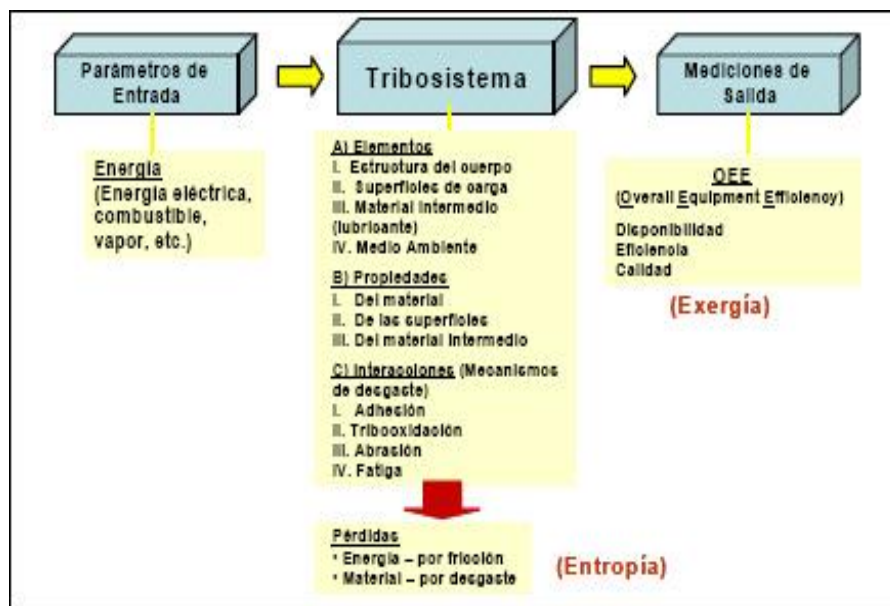 Parámetros de
Entrada
Tribosistema
Mediciones de
Salida
Energía
(Energía eléctrica,
combustible,
vapor, etc.)
A) Elementos
I. Estructura del cuerpo
II. Superficies de carga
III. Material Intermedio
(lubricante)
IV. Medio Ambiente
B) Propiedades
I. Del material
II. De las superficies
III. Del material Intermedio
C) Interacciones (Mecanismos
de desgaste)
I. Adhesión
II. Tribooxidación
III. Abrasión
IV. Fatiga
OEE
(Overall Equipment Efficiency)
Disponibilidad
Eficiencia
Calidad
(Exergía)
Pérdidas
• Energía – por fricción
• Material – por desgaste
(Entropía)